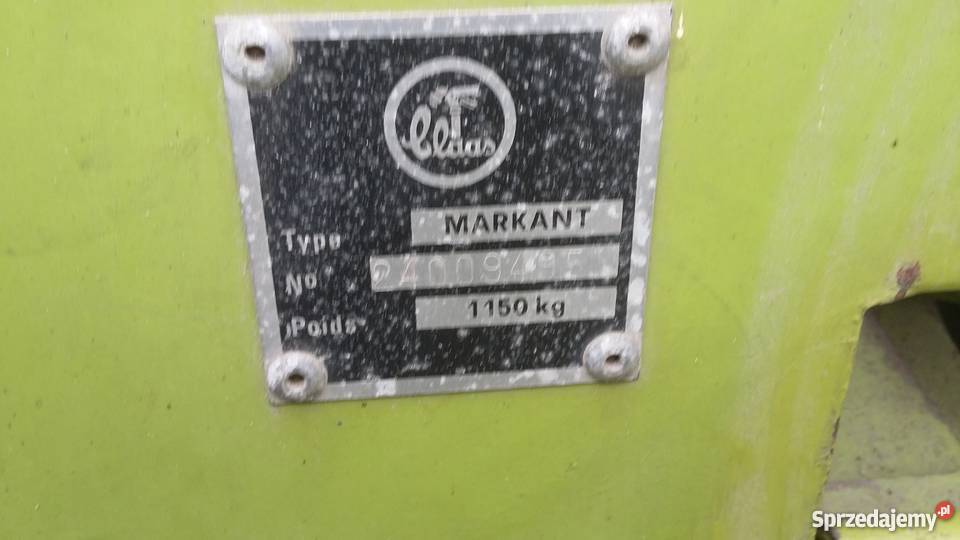 Claas
Type MARKANT
No
Poids 1150 kg
Sprzedajemy.pl